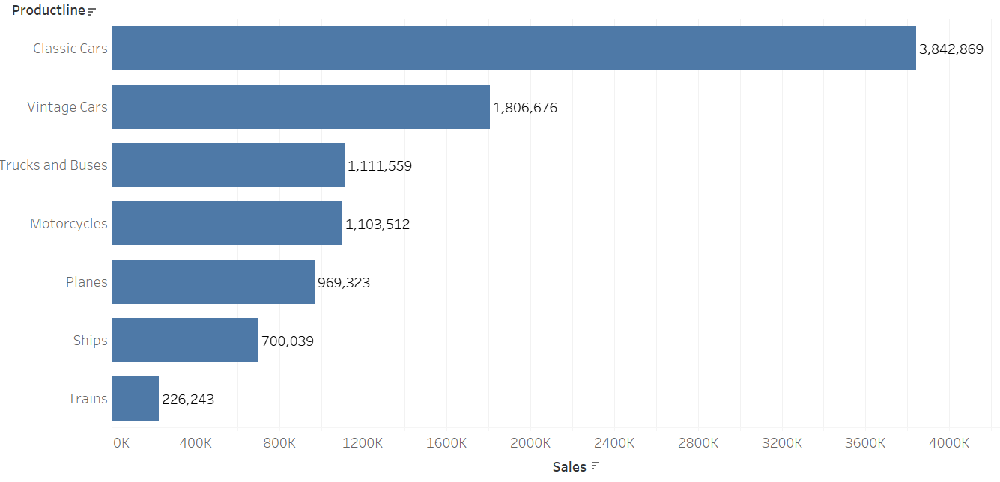 Productline
Classic Cars 3,842,869
Vintage Cars 1,806,676
Trucks and Buses 1,111,559
Motorcycles 1,103,512
Planes 969,323
Ships 700,039
Trains 226,243
0K 400K 800K 1200K 1600K 2000K 2400K 2800K 3200K 3600K 4000K
Sales